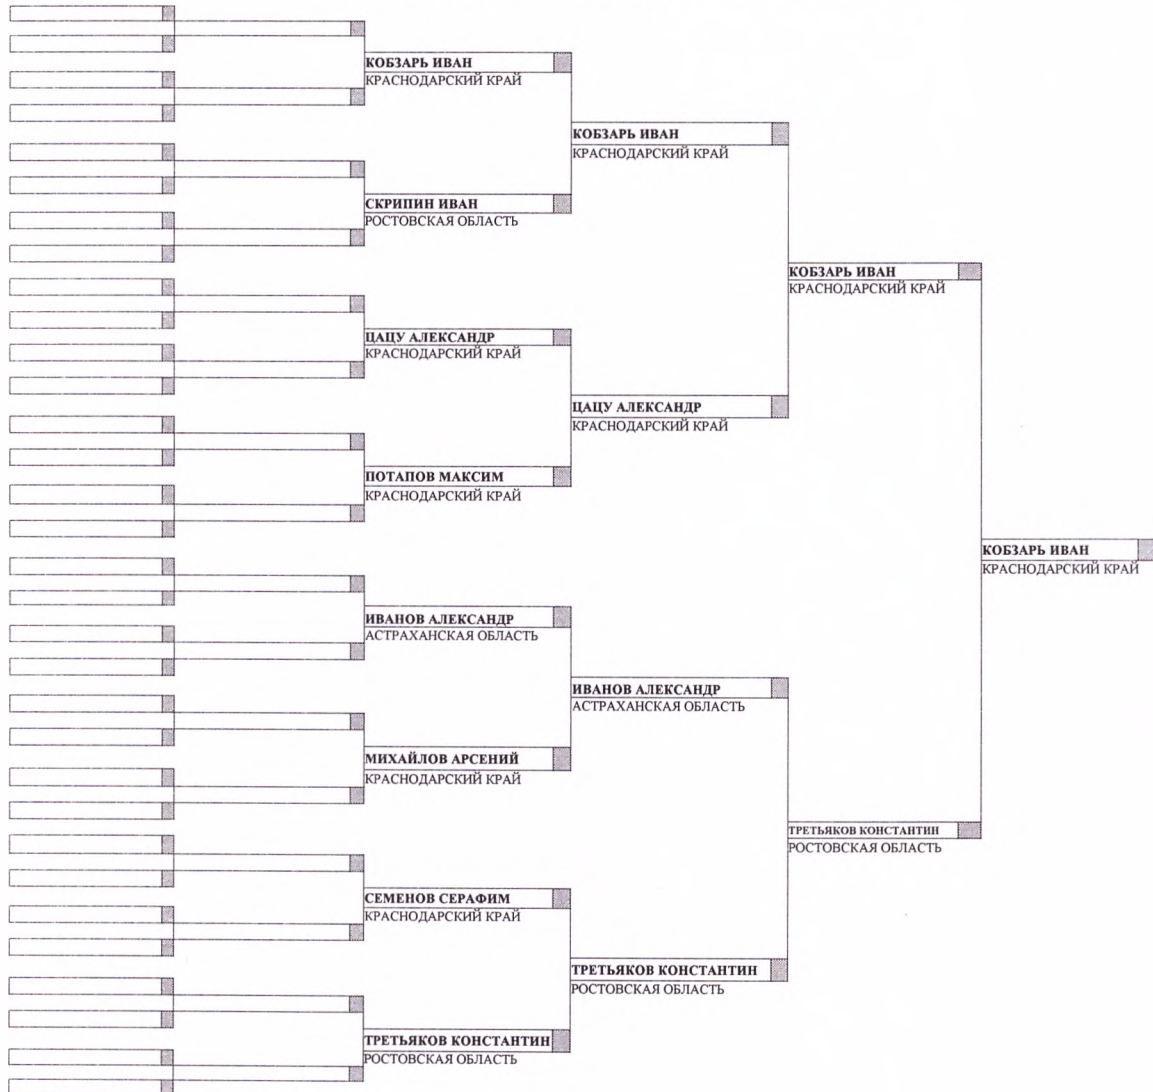 КОБЗАРЬ ИВАН
КРАСНОДАРСКИЙ КРАЙ
СКРИПИН ИВАН
РОСТОВСКАЯ ОБЛАСТЬ
ЦАЦУ АЛЕКСАНДР
КРАСНОДАРСКИЙ КРАЙ
ПОТАПОВ МАКСИМ
КРАСНОДАРСКИЙ КРАЙ
ИВАНОВ АЛЕКСАНДР
АСТРАХАНСКАЯ ОБЛАСТЬ
МИХАЙЛОВ АРСЕНИЙ
КРАСНОДАРСКИЙ КРАЙ
СЕМЕНОВ СЕРАФИМ
КРАСНОДАРСКИЙ КРАЙ
ТРЕТЬЯКОВ КОНСТАНТИН
РОСТОВСКАЯ ОБЛАСТЬ
КОБЗАРЬ ИВАН
КРАСНОДАРСКИЙ КРАЙ
ЦАЦУ АЛЕКСАНДР
КРАСНОДАРСКИЙ КРАЙ
ИВАНОВ АЛЕКСАНДР
АСТРАХАНСКАЯ ОБЛАСТЬ
ТРЕТЬЯКОВ КОНСТАНТИН
РОСТОВСКАЯ ОБЛАСТЬ
КОБЗАРЬ ИВАН
КРАСНОДАРСКИЙ КРАЙ
ТРЕТЬЯКОВ КОНСТАНТИН
РОСТОВСКАЯ ОБЛАСТЬ
КОБЗАРЬ ИВАН
КРАСНОДАРСКИЙ КРАЙ